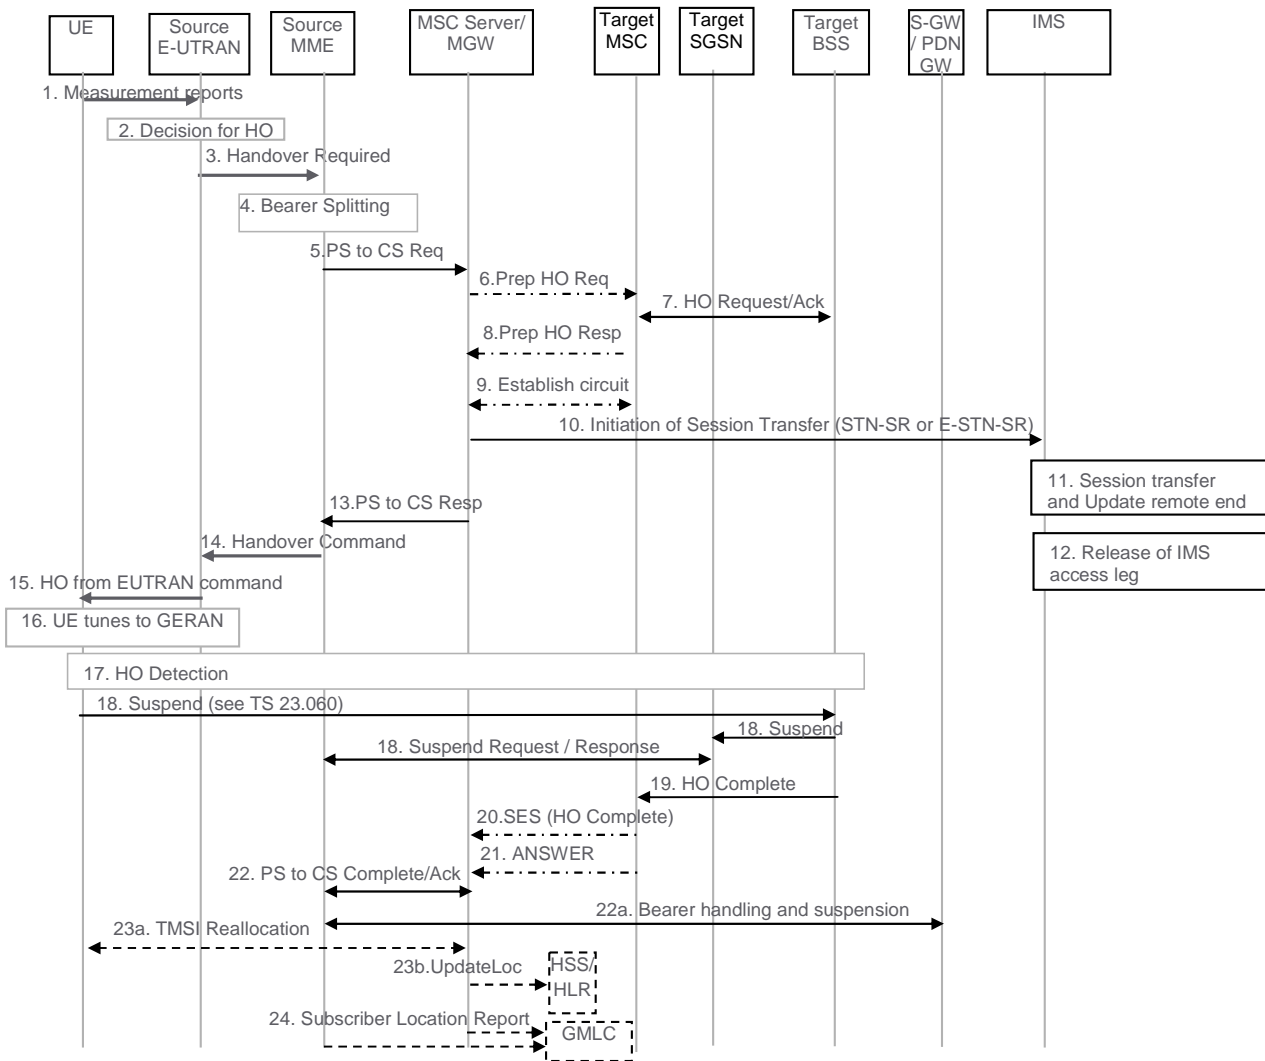 UE
Source
E-UTRAN
Source
MME
MSC Server/
MGW
Target
MSC
Target
SGSN
Target
BSS
S-GW
/ PDN
GW
IMS
1. Measurement reports
2. Decision for HO
3. Handover Required
4. Bearer Splitting
5.PS to CS Req
6.Prep HO Req
7. HO Request/Ack
8.Prep HO Resp
9. Establish circuit
10. Initiation of Session Transfer (STN-SR or E-STN-SR)
11. Session transfer
and Update remote end
13.PS to CS Resp
14. Handover Command
12. Release of IMS
access leg
15. HO from EUTRAN command
16. UE tunes to GERAN
17. HO Detection
18. Suspend (see TS 23.060)
18. Suspend
18. Suspend Request / Response
19. HO Complete
20.SES (HO Complete)
21. ANSWER
22. PS to CS Complete/Ack
22a. Bearer handling and suspension
23a. TMSI Reallocation
23b.UpdateLoc
HSS/
HLR
24. Subscriber Location Report
GMLC